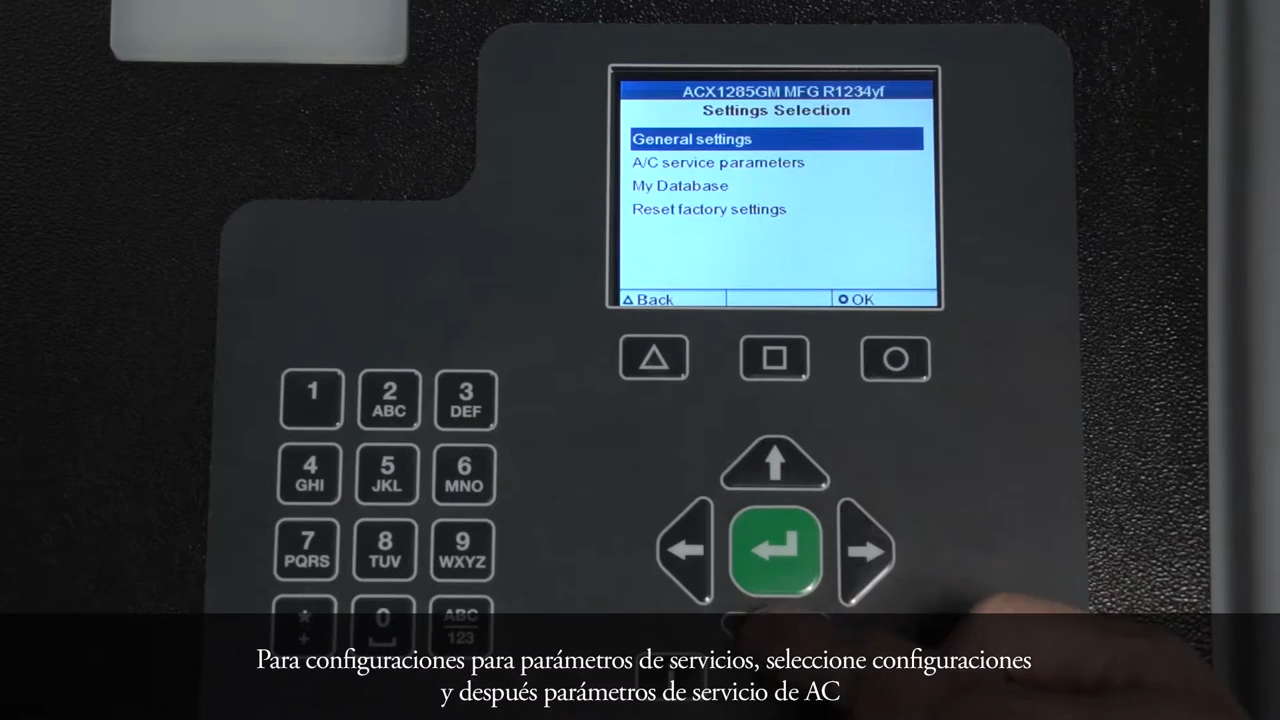 ACX1285GM MFG R1234yf
Settings Selection
General settings
A/C service parameters
My Database
Reset factory settings
Back
OK
1
2
ABC
3
DEF
4
GHI
5
JKL
6
MNO
7
PQRS
8
TUV
9
WXYZ
*
+
0
ABC
123
Para configuraciones para parámetros de servicios, seleccione configuraciones
y después parámetros de servicio de AC